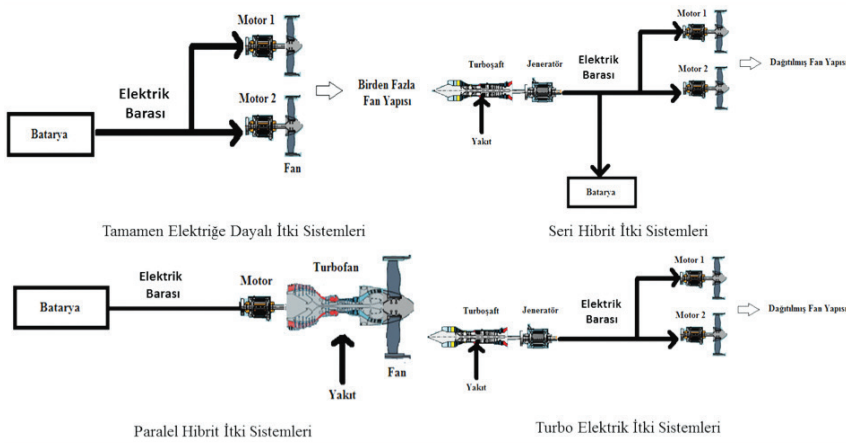 Motor 1
Elektrik
Barası
Motor 2
Batarya
Fan
Birden Fazla
Fan Yapısı
Tamamen Elektriğe Dayalı İtki Sistemleri
Motor 1
Turboşaft
Jeneratör
Elektrik
Barası
Motor 2
Dağıtılmış Fan Yapısı
Yakıt
Batarya
Seri Hibrit İtki Sistemleri
Batarya
Elektrik
Barası
Motor
Turbofan
Yakıt
Fan
Paralel Hibrit İtki Sistemleri
Motor 1
Turboşaft
Jeneratör
Elektrik
Barası
Motor 2
Dağıtılmış Fan Yapısı
Yakıt
Turbo Elektrik İtki Sistemleri